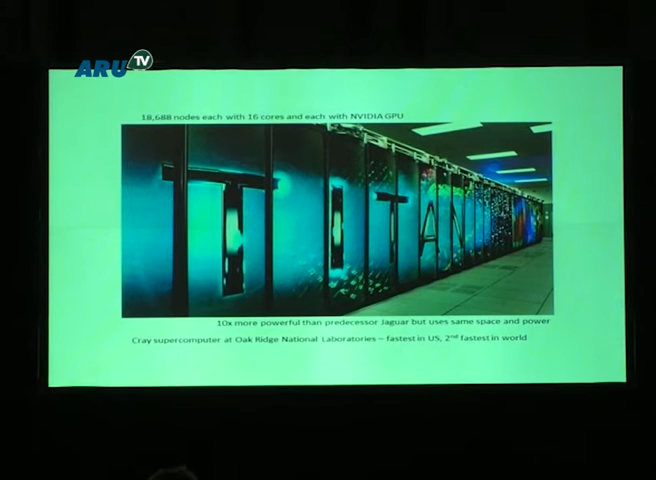 ARU TV
18,688 nodes each with 16 cores and each with NVIDIA GPU
TITAN
10x more powerful than predecessor Jaguar but uses same space and power
Cray supercomputer at Oak Ridge National Laboratories – fastest in US, 2nd fastest in world